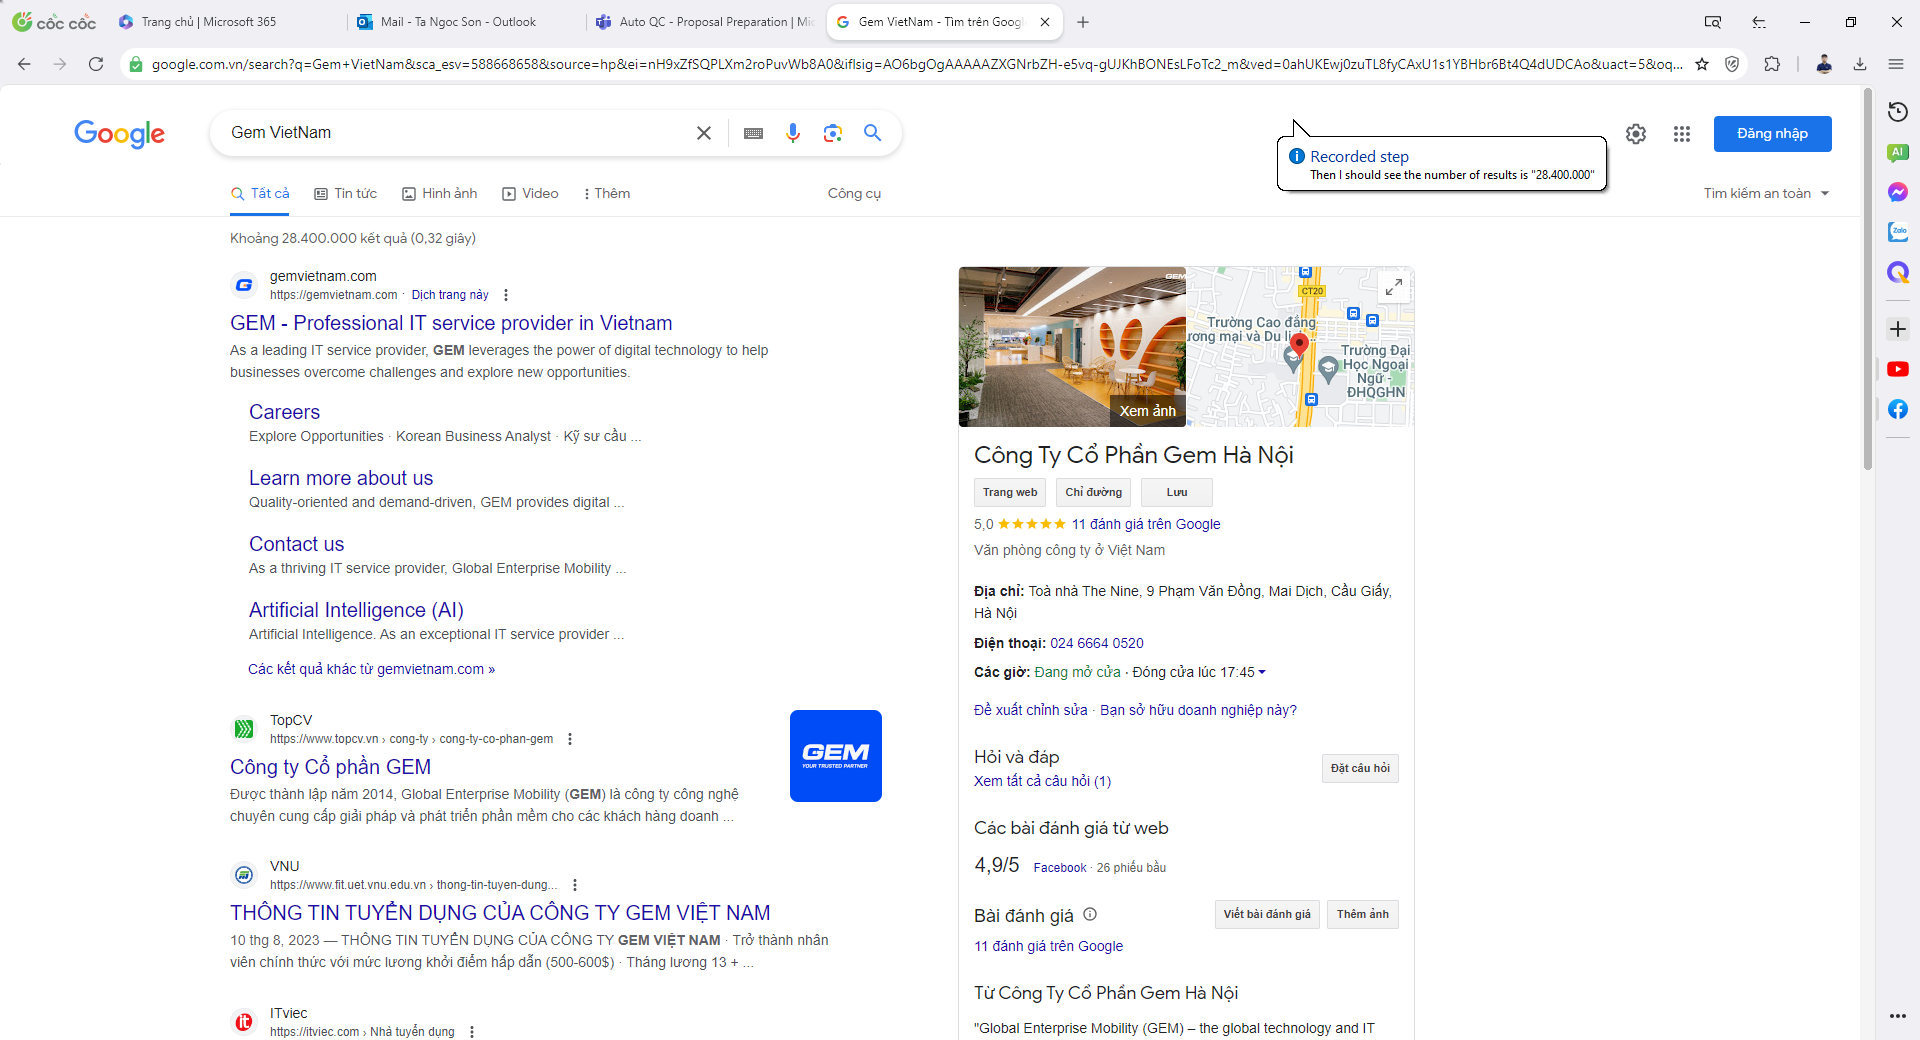 cốc cốc
Trang chủ | Microsoft 365
Mail - Ta Ngoc Son - Outlook
Auto QC - Proposal Preparation | Mic
Gem VietNam - Tìm trên Googl
google.com.vn/search?q=Gem+VietNam&sca_esv=588668658&source=hp&ei=nH9xZfSQPLXm2roPuvWb8A0&iflsig=AO6bgOgAAAAAZXGNrbZH-e5vq-gUJKhBONEsLFoTc2_m&ved=0ahUKEwj0zuTL8fyCAxU1s1YBHbr6Bt4Q4dUDCAo&uact=5&oq...
Google
Gem VietNam
Đăng nhập
Recorded step
Then I should see the number of results is "28.400.000"
Tất cả
Tin tức
Hình ảnh
Video
Thêm
Công cụ
Tìm kiếm an toàn
Khoảng 28.400.000 kết quả (0,32 giây)
gemvietnam.com
https://gemvietnam.com · Dịch trang này
GEM - Professional IT service provider in Vietnam
As a leading IT service provider, GEM leverages the power of digital technology to help
businesses overcome challenges and explore new opportunities.
Careers
Explore Opportunities · Korean Business Analyst · Kỹ sư cầu ...
Learn more about us
Quality-oriented and demand-driven, GEM provides digital ...
Contact us
As a thriving IT service provider, Global Enterprise Mobility ...
Artificial Intelligence (AI)
Artificial Intelligence. As an exceptional IT service provider ...
Các kết quả khác từ gemvietnam.com »
TopCV
https://www.topcv.vn › cong-ty › cong-ty-co-phan-gem
Công ty Cổ phần GEM
Được thành lập năm 2014, Global Enterprise Mobility (GEM) là công ty công nghệ
chuyên cung cấp giải pháp và phát triển phần mềm cho các khách hàng doanh ...
GEM
YOUR TRUSTED PARTNER
VNU
https://www.fit.uet.vnu.edu.vn › thong-tin-tuyen-dung...
THÔNG TIN TUYỂN DỤNG CỦA CÔNG TY GEM VIỆT NAM
10 thg 8, 2023 — THÔNG TIN TUYỂN DỤNG CỦA CÔNG TY GEM VIỆT NAM · Trở thành nhân
viên chính thức với mức lương khởi điểm hấp dẫn (500-600$) · Tháng lương 13 + ...
it
ITviec
https://itviec.com › Nhà tuyển dụng
GEM
Xem ảnh
CT20
Trường Cao đẳng
ương mại và Du lị...
Trường Đại
Học Ngoại
Ngữ -
ĐHQGHN
Công Ty Cổ Phần Gem Hà Nội
Trang web
Chỉ đường
Lưu
5,0 ★★★★★ 11 đánh giá trên Google
Văn phòng công ty ở Việt Nam
Địa chỉ: Toà nhà The Nine, 9 Phạm Văn Đồng, Mai Dịch, Cầu Giấy,
Hà Nội
Điện thoại: 024 6664 0520
Các giờ: Đang mở cửa · Đóng cửa lúc 17:45
Đề xuất chỉnh sửa · Bạn sở hữu doanh nghiệp này?
Hỏi và đáp
Xem tất cả câu hỏi (1)
Đặt câu hỏi
Các bài đánh giá từ web
4,9/5 Facebook · 26 phiếu bầu
Bài đánh giá
Viết bài đánh giá
Thêm ảnh
11 đánh giá trên Google
Từ Công Ty Cổ Phần Gem Hà Nội
"Global Enterprise Mobility (GEM) – the global technology and IT
AI
Zalo